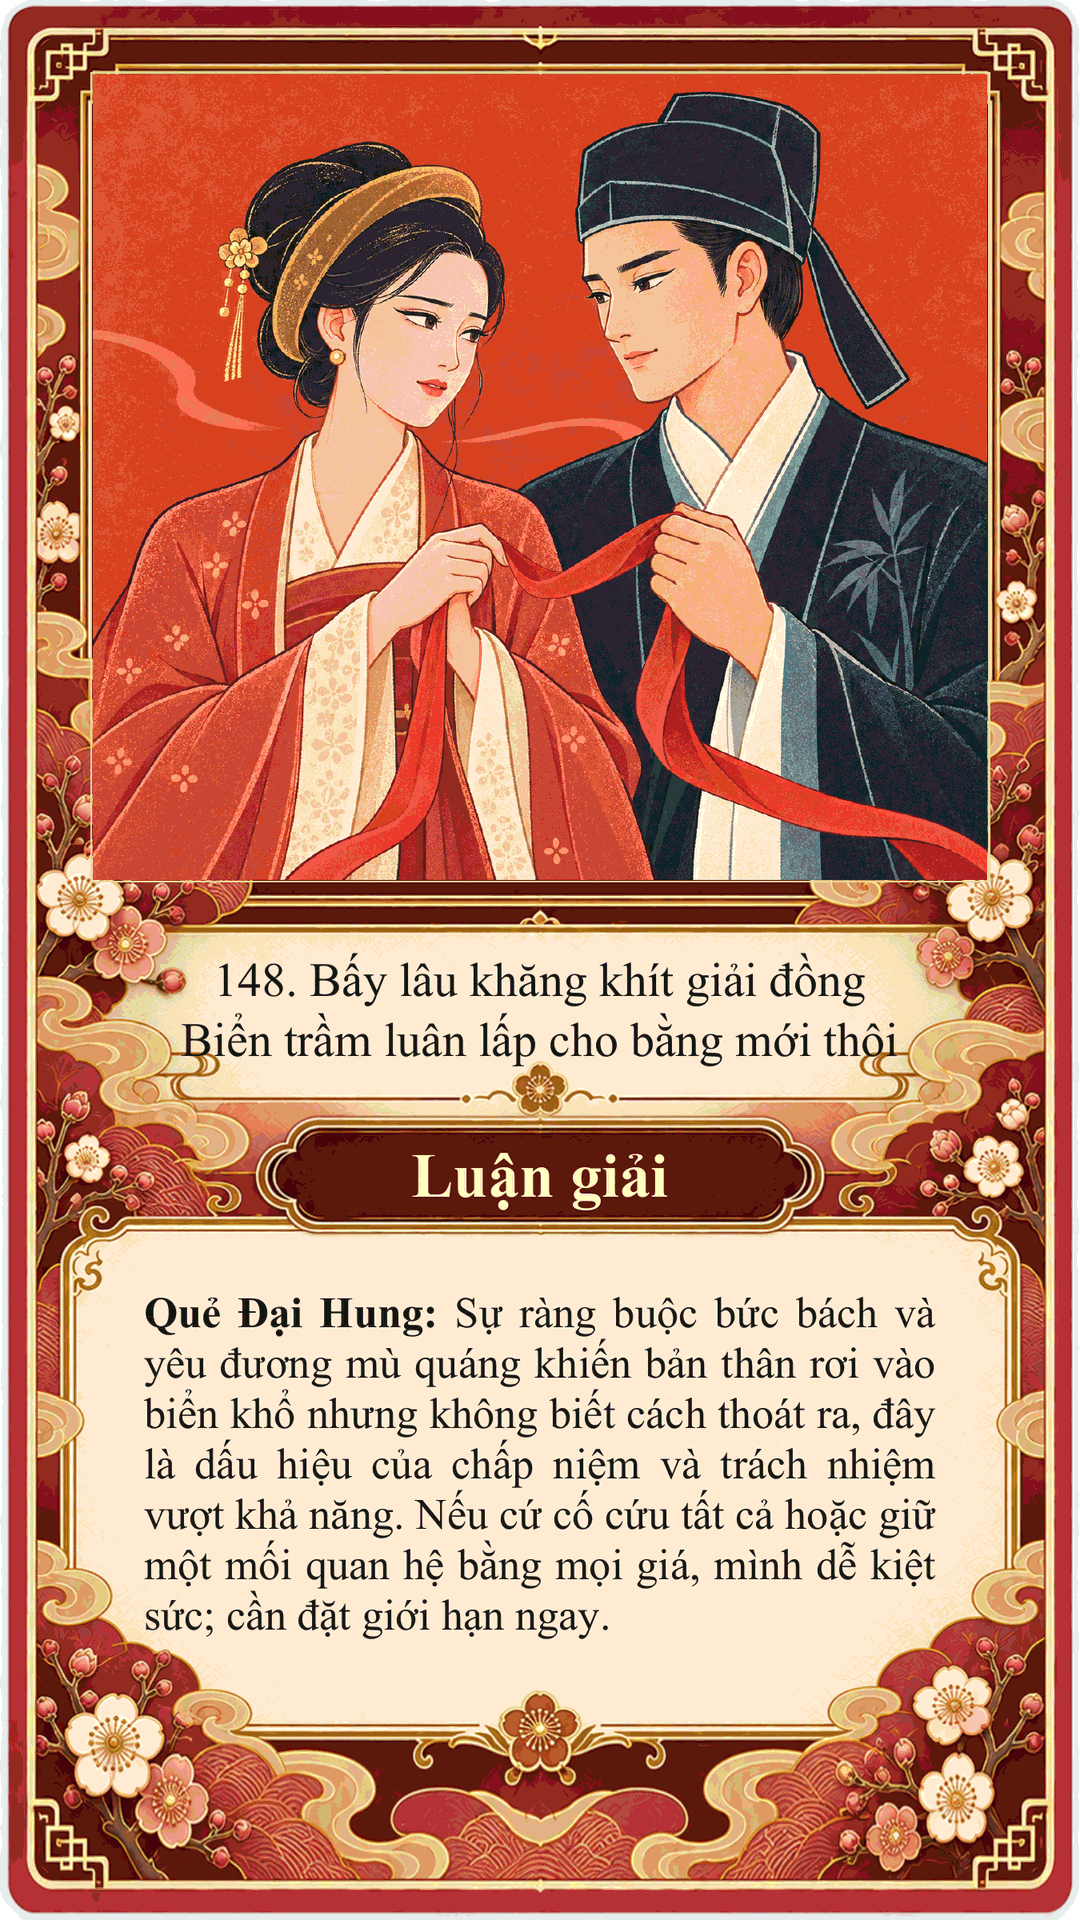 148. Bấy lâu khăng khít giải đồng
Biển trầm luân lấp cho bằng mới thôi
Luận giải
Quẻ Đại Hung: Sự ràng buộc bức bách và
yêu đương mù quáng khiến bản thân rơi vào
biển khổ nhưng không biết cách thoát ra, đây
là dấu hiệu của chấp niệm và trách nhiệm
vượt khả năng. Nếu cứ cố cứu tất cả hoặc giữ
một mối quan hệ bằng mọi giá, mình dễ kiệt
sức; cần đặt giới hạn ngay.